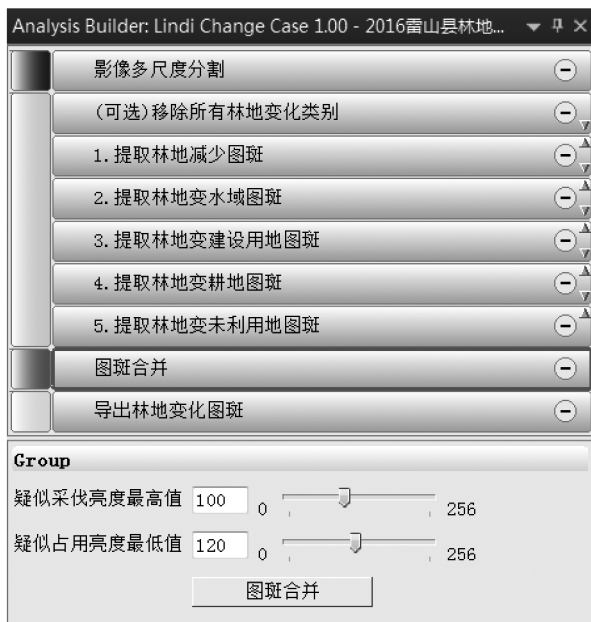 Analysis Builder: Lindi Change Case 1.00 - 2016雷山县林地...
影像多尺度分割
(可选)移除所有林地变化类别
1.提取林地减少图斑
2.提取林地变水域图斑
3.提取林地变建设用地图斑
4.提取林地变耕地图斑
5.提取林地变未利用地图斑
图斑合并
导出林地变化图斑
Group
疑似采伐亮度最高值 100 0 256
疑似占用亮度最低值 120 0 256
图斑合并